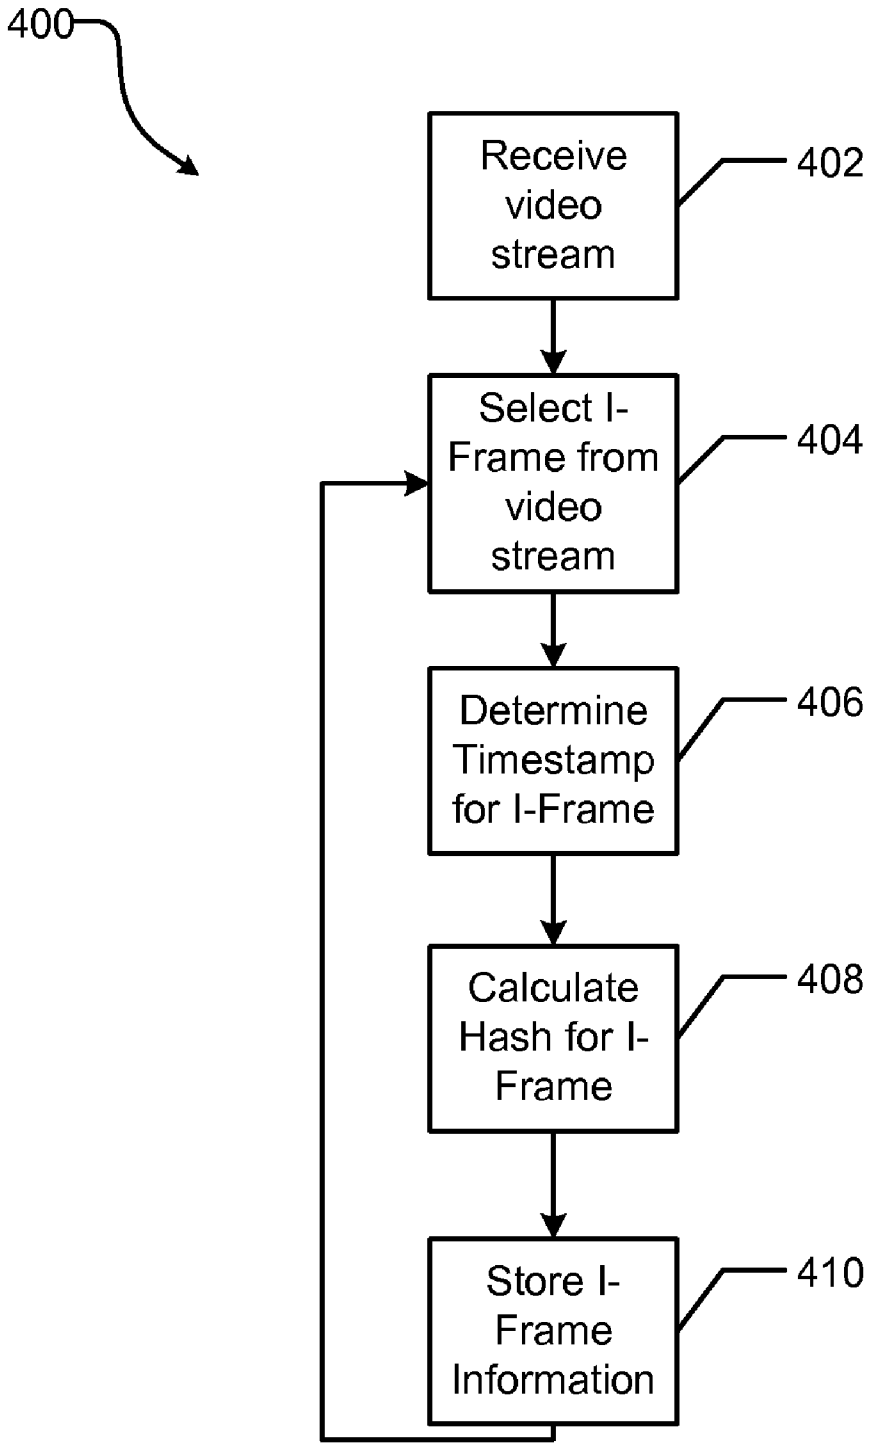 400
Receive
video
stream
402
Select I-
Frame from
video
stream
404
Determine
Timestamp
for I-Frame
406
Calculate
Hash for I-
Frame
408
Store I-
Frame
Information
410